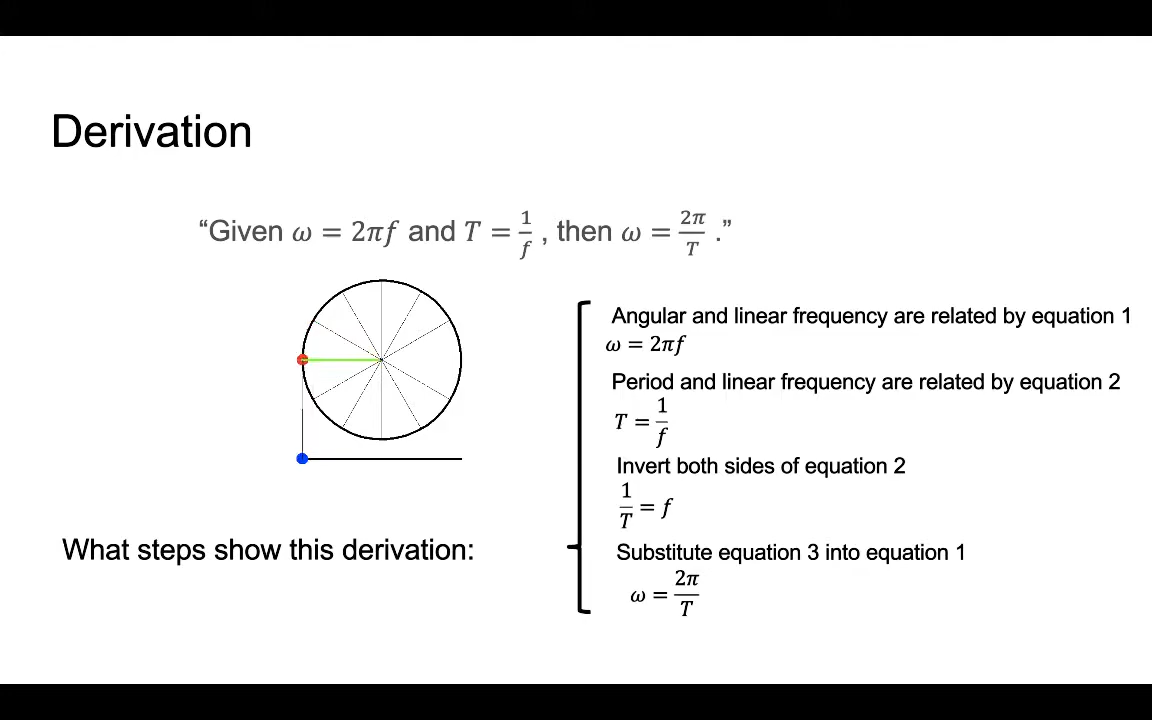 Derivation
“Given 𝜔 = 2𝜋𝑓 and 𝑇 = 1/𝑓 , then 𝜔 = 2𝜋/𝑇 .”
Angular and linear frequency are related by equation 1
𝜔 = 2𝜋𝑓
Period and linear frequency are related by equation 2
𝑇 = 1/𝑓
Invert both sides of equation 2
1/𝑇 = 𝑓
What steps show this derivation:
Substitute equation 3 into equation 1
𝜔 = 2𝜋/𝑇